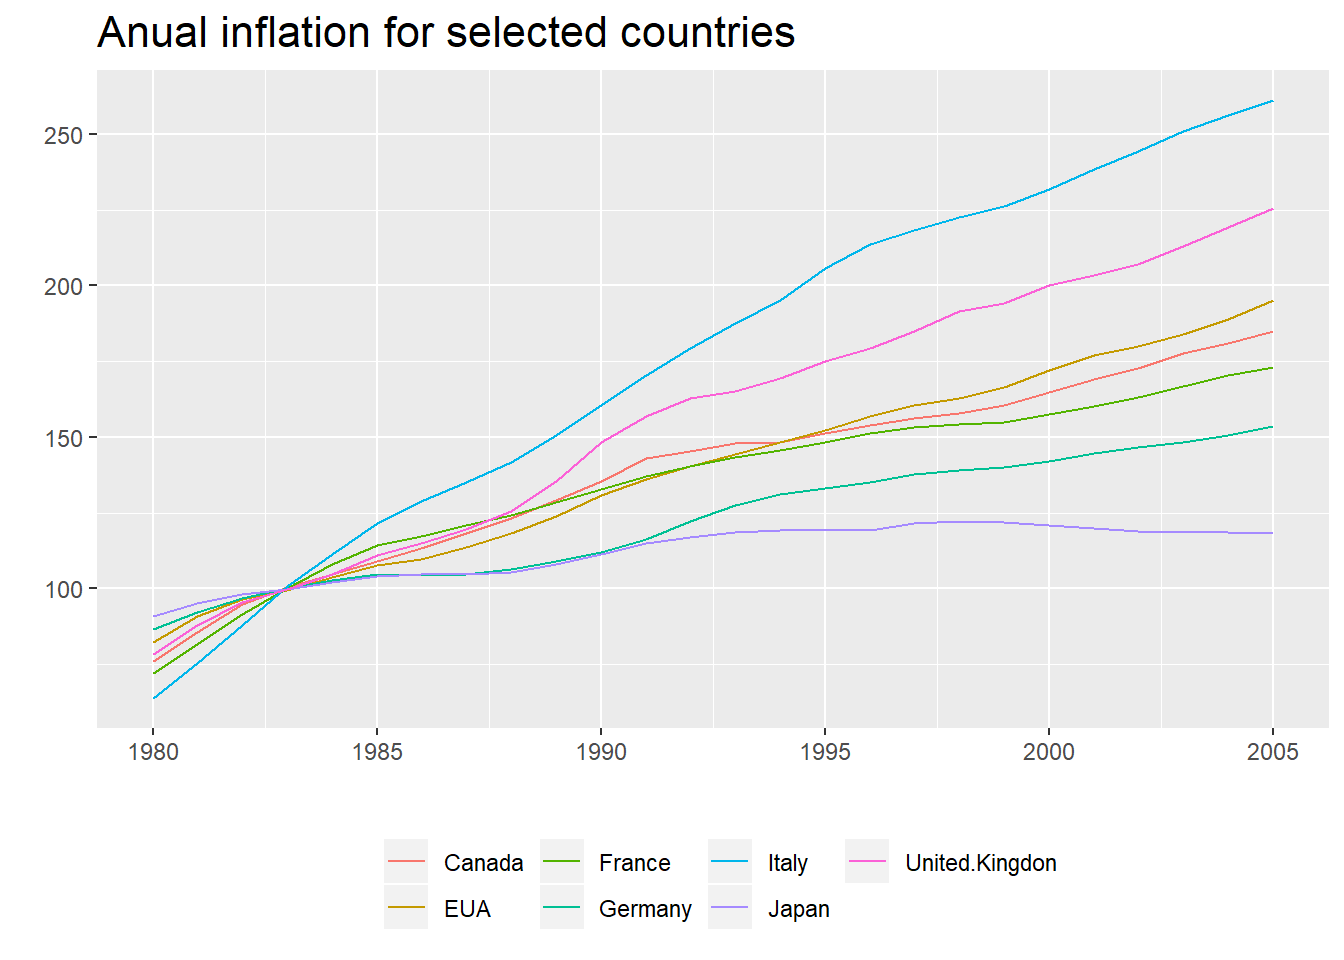 Anual inflation for selected countries
250
200
150
100
1980 1985 1990 1995 2000 2005
Canada France Italy United.Kingdon
EUA Germany Japan